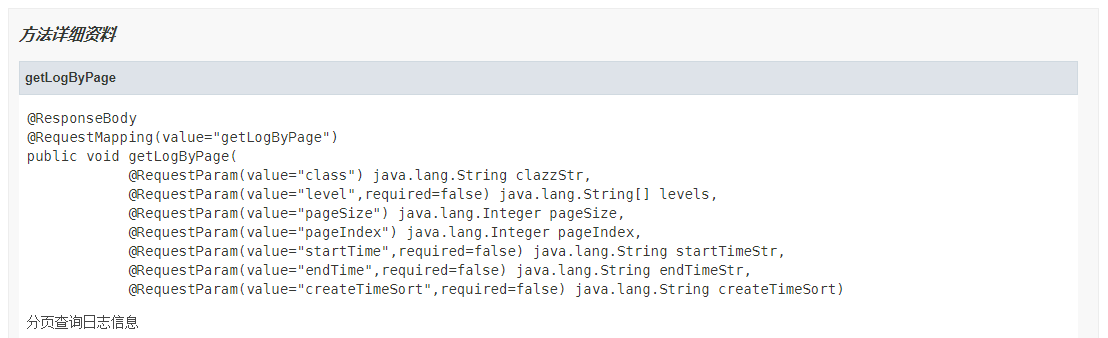 方法详细资料
getLogByPage
@ResponseBody
@RequestMapping(value="getLogByPage")
public void getLogByPage(
@RequestParam(value="class") java.lang.String clazzStr,
@RequestParam(value="level",required=false) java.lang.String[] levels,
@RequestParam(value="pageSize") java.lang.Integer pageSize,
@RequestParam(value="pageIndex") java.lang.Integer pageIndex,
@RequestParam(value="startTime",required=false) java.lang.String startTimeStr,
@RequestParam(value="endTime",required=false) java.lang.String endTimeStr,
@RequestParam(value="createTimeSort",required=false) java.lang.String createTimeSort)
分页查询日志信息